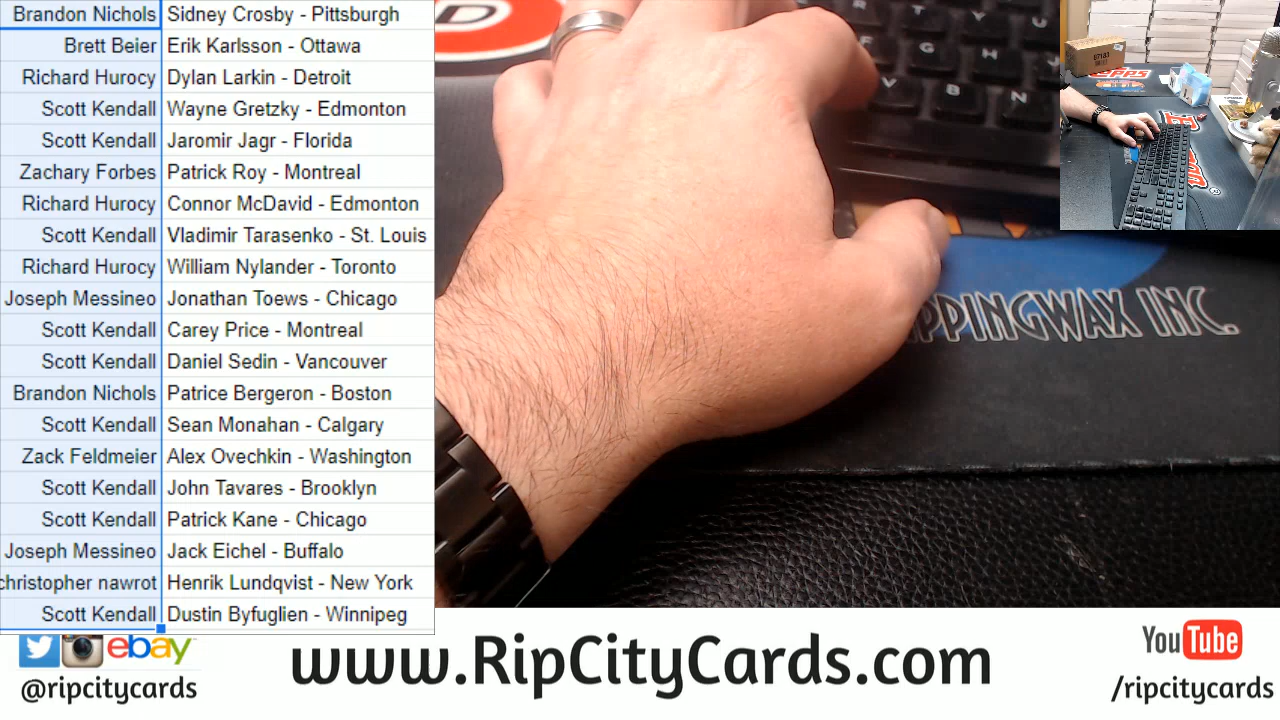 Brandon Nichols Sidney Crosby - Pittsburgh
Brett Beier Erik Karlsson - Ottawa
Richard Hurocy Dylan Larkin - Detroit
Scott Kendall Wayne Gretzky - Edmonton
Scott Kendall Jaromir Jagr - Florida
Zachary Forbes Patrick Roy - Montreal
Richard Hurocy Connor McDavid - Edmonton
Scott Kendall Vladimir Tarasenko - St. Louis
Richard Hurocy William Nylander - Toronto
Joseph Messineo Jonathan Toews - Chicago
Scott Kendall Carey Price - Montreal
Scott Kendall Daniel Sedin - Vancouver
Brandon Nichols Patrice Bergeron - Boston
Scott Kendall Sean Monahan - Calgary
Zack Feldmeier Alex Ovechkin - Washington
Scott Kendall John Tavares - Brooklyn
Scott Kendall Patrick Kane - Chicago
Joseph Messineo Jack Eichel - Buffalo
christopher nawrot Henrik Lundqvist - New York
Scott Kendall Dustin Byfuglien - Winnipeg
PPINGWAX INC.
ebay
@ripcitycards
www.RipCityCards.com
YouTube
/ripcitycards